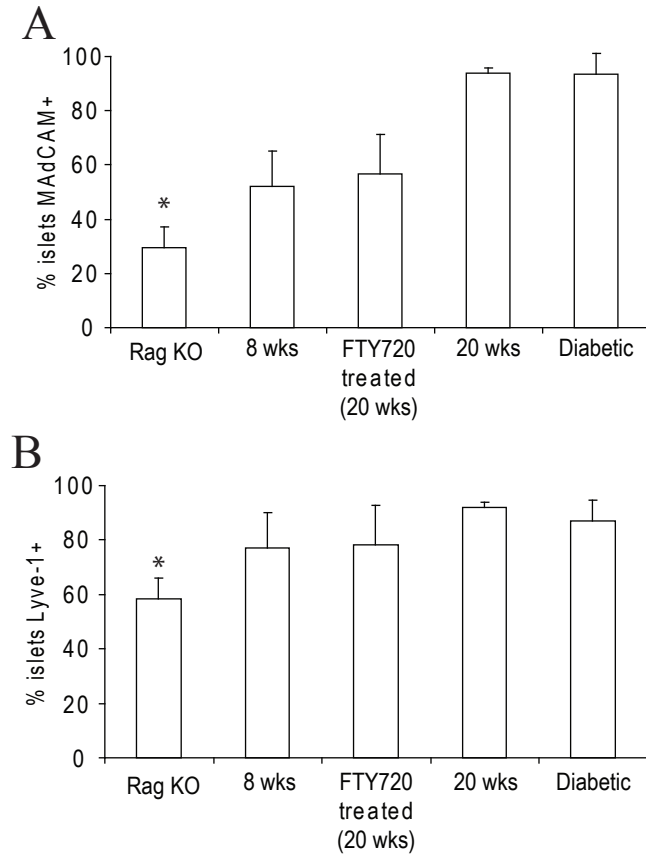 A
% islets MAdCAM+
100
80
60
40
20
0
*
Rag KO
8 wks
FTY720
treated
(20 wks)
20 wks
Diabetic
B
% islets Lyve-1+
100
80
60
40
20
0
*
Rag KO
8 wks
FTY720
treated
(20 wks)
20 wks
Diabetic